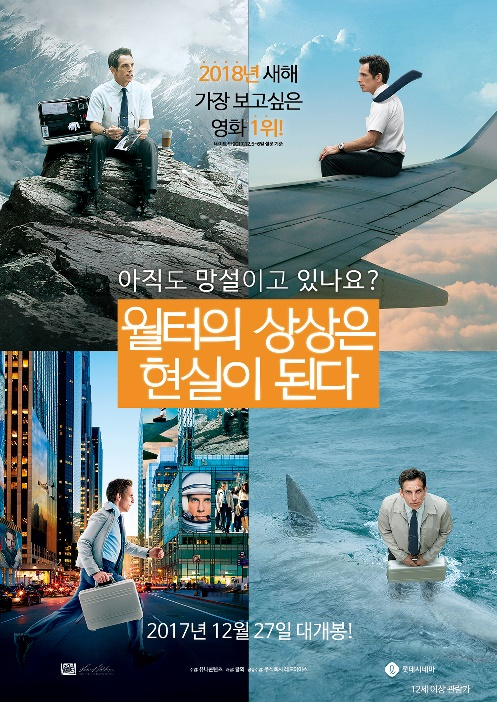 2018년 새해
가장 보고싶은
영화 1위!
아직도 망설이고 있나요?
월터의 상상은
현실이 된다
2017년 12월 27일 대개봉!
롯데시네마
12세이상 관람가